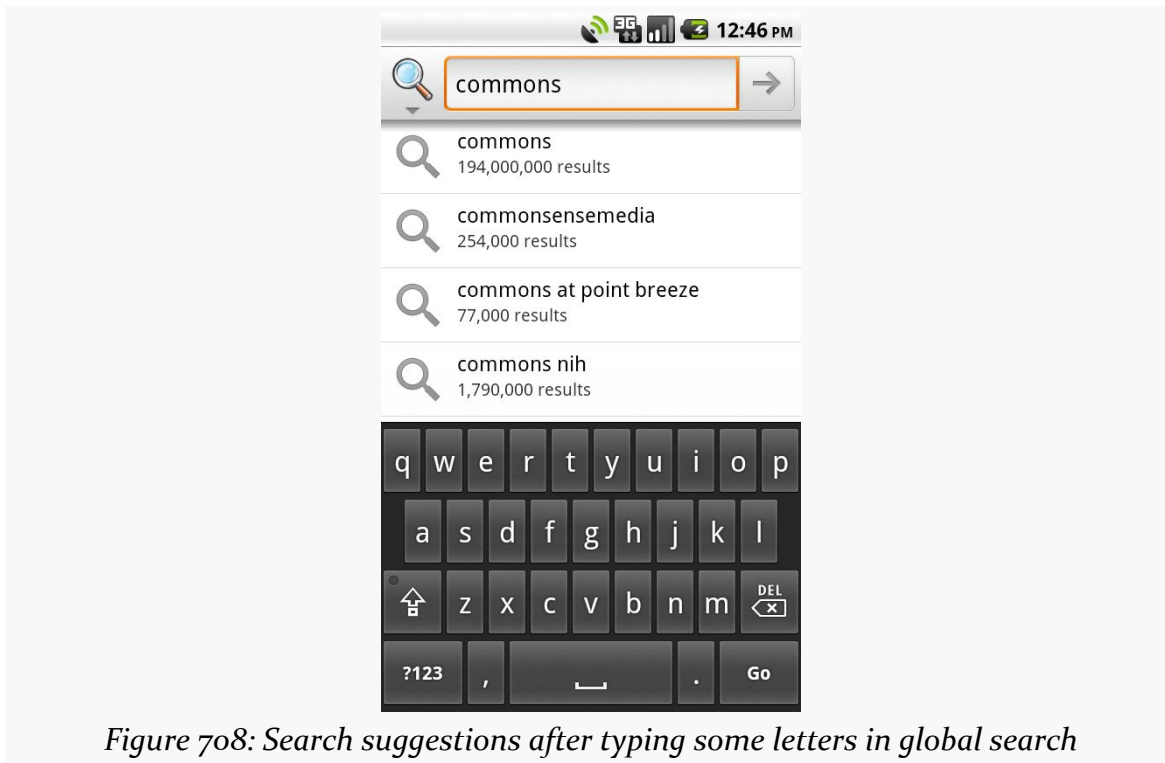 3G 12:46 PM
commons
commons
194,000,000 results
commonsensemedia
254,000 results
commons at point breeze
77,000 results
commons nih
1,790,000 results
q w e r t y u i o p
a s d f g h j k l
z x c v b n m DEL
?123 , . Go
Figure 708: Search suggestions after typing some letters in global search